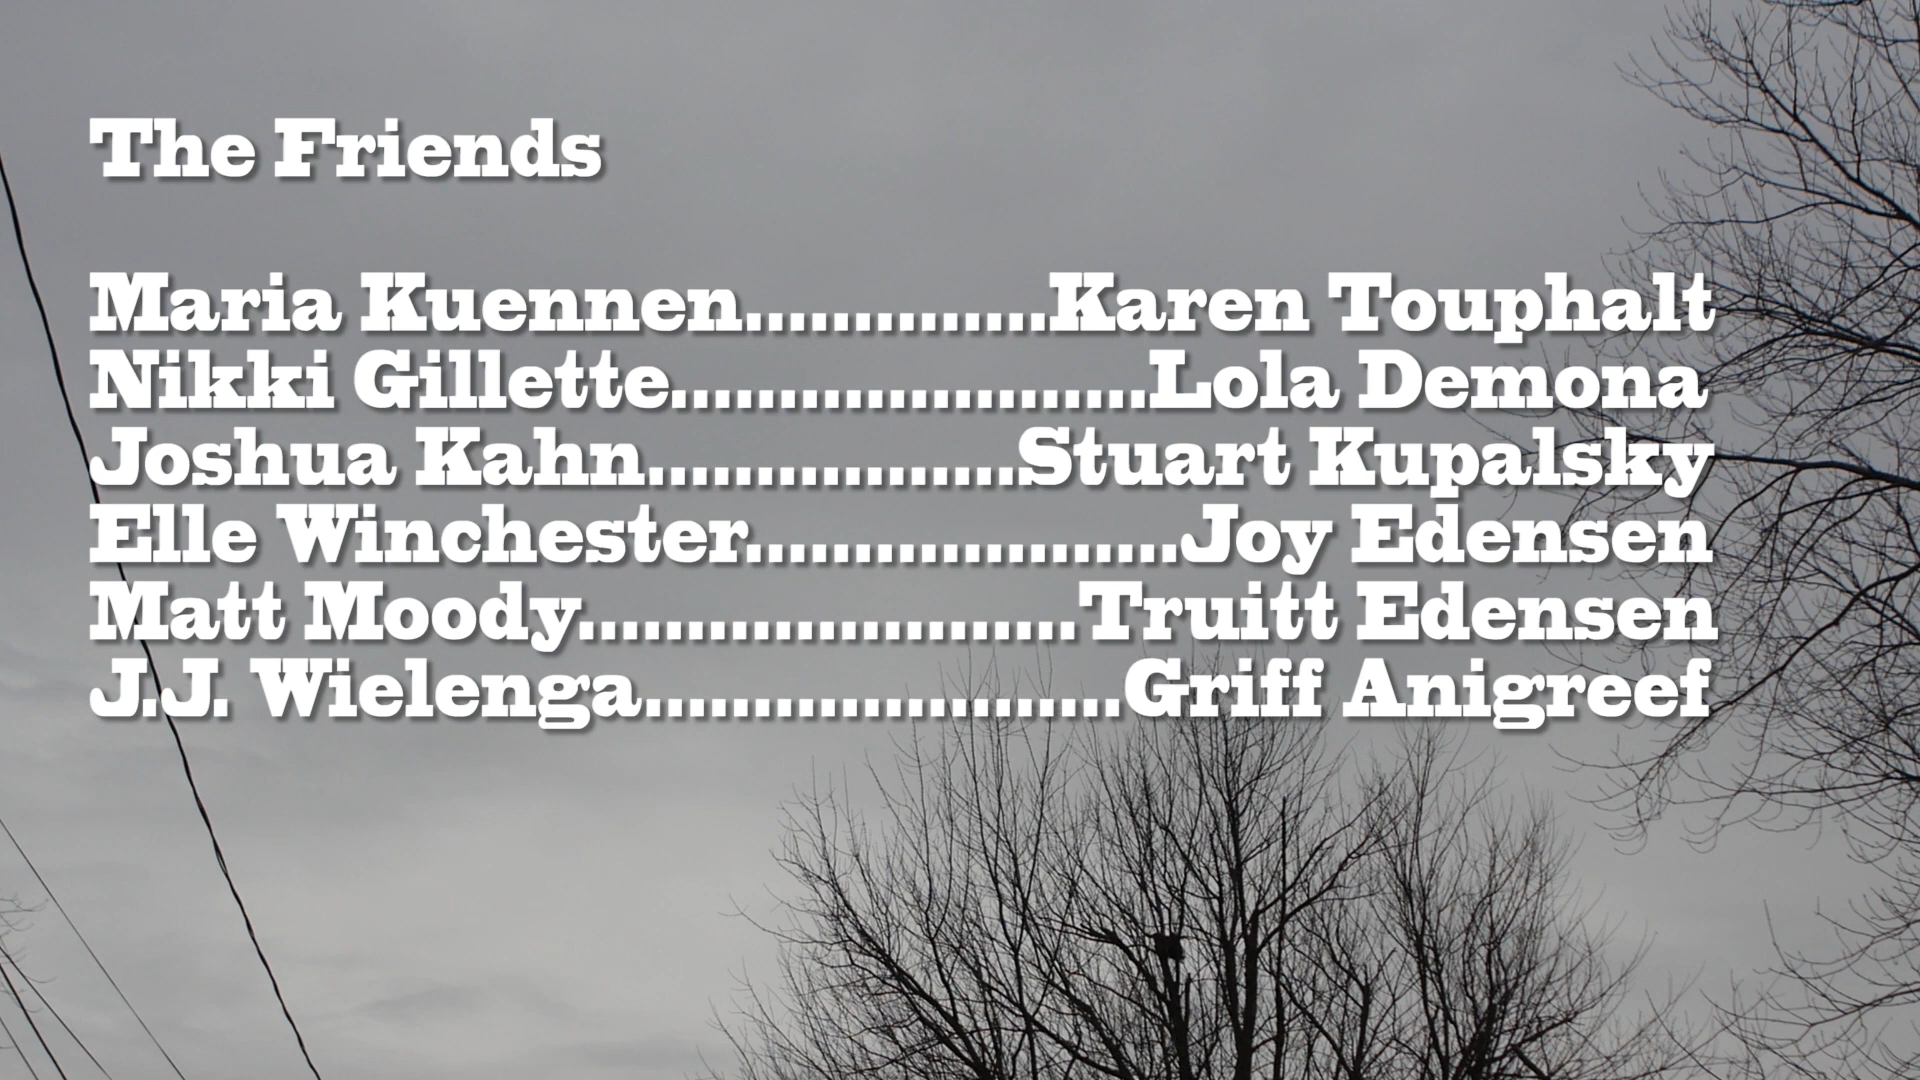 The Friends
Maria Kuennen..............Karen Touphalt
Nikki Gillette......................Lola Demona
Joshua Kahn.................Stuart Kupalsky
Elle Winchester....................Joy Edensen
Matt Moody.......................Truitt Edensen
J.J. Wielenga......................Griff Anigreef